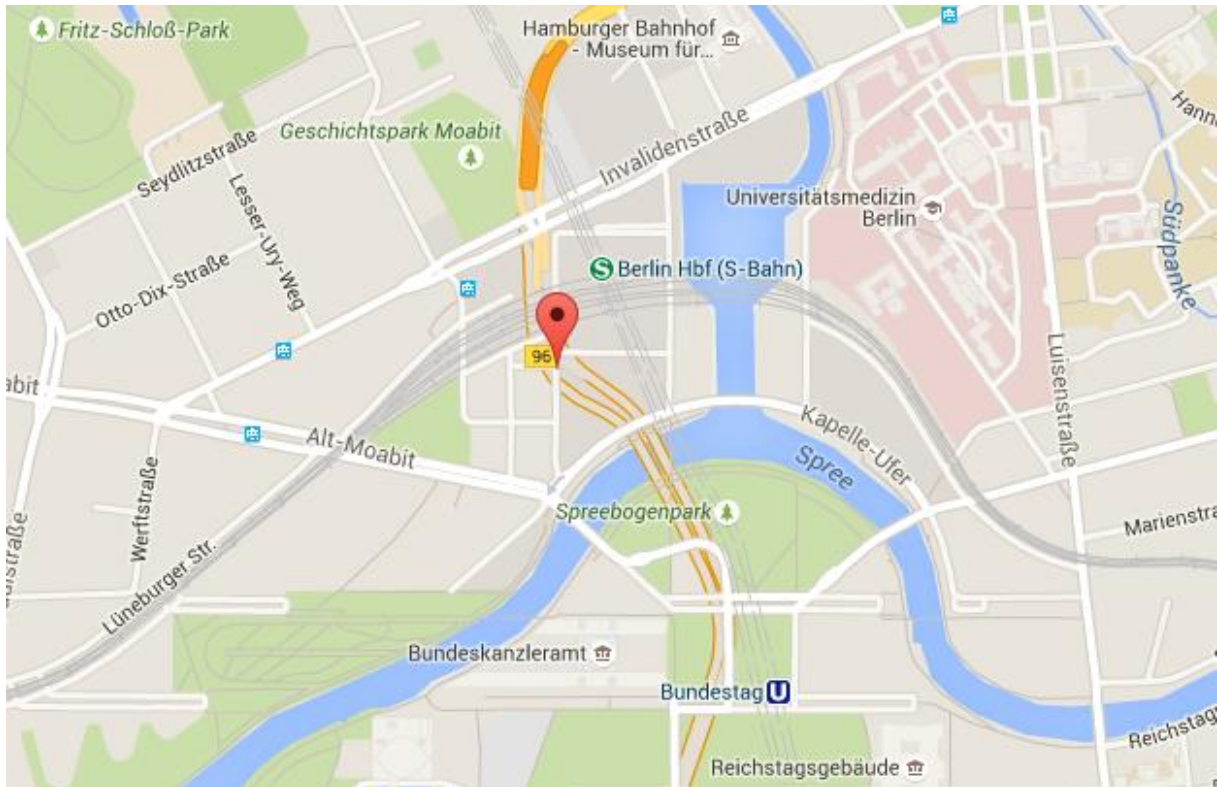 Fritz-Schloß-Park
Hamburger Bahnhof
- Museum für...
Geschichtspark Moabit
Seydlitzstraße
Invalidenstraße
Lesser-Ury-Weg
Universitätsmedizin
Berlin
Südpanke
Otto-Dix-Straße
S Berlin Hbf (S-Bahn)
96
Luisenstraße
Alt-Moabit
Kapelle-Ufer
Spree
Werftstraße
Spreebogenpark
Lüneburger Str.
Bundeskanzleramt
Bundestag U
Reichstagsgebäude